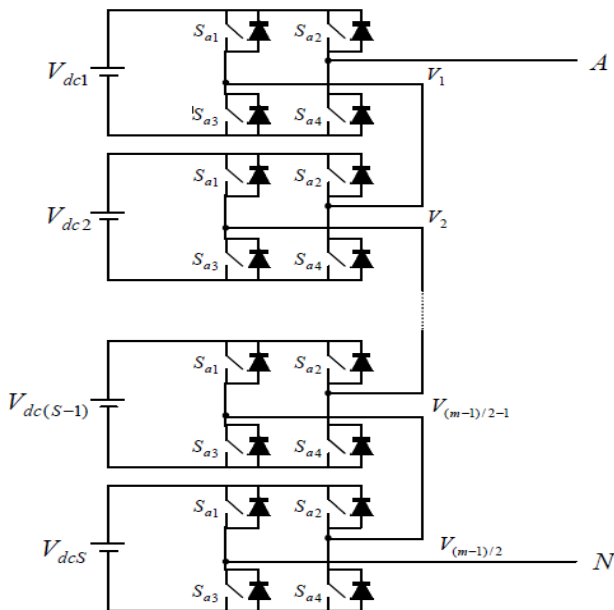 S_{a1} S_{a2}
V_{dc1} V_1 A
S_{a3} S_{a4}
S_{a1} S_{a2}
V_{dc2} V_2
S_{a3} S_{a4}
S_{a1} S_{a2}
V_{dc(S-1)} V_{(m-1)/2-1}
S_{a3} S_{a4}
S_{a1} S_{a2}
V_{dcS} V_{(m-1)/2} N
S_{a3} S_{a4}